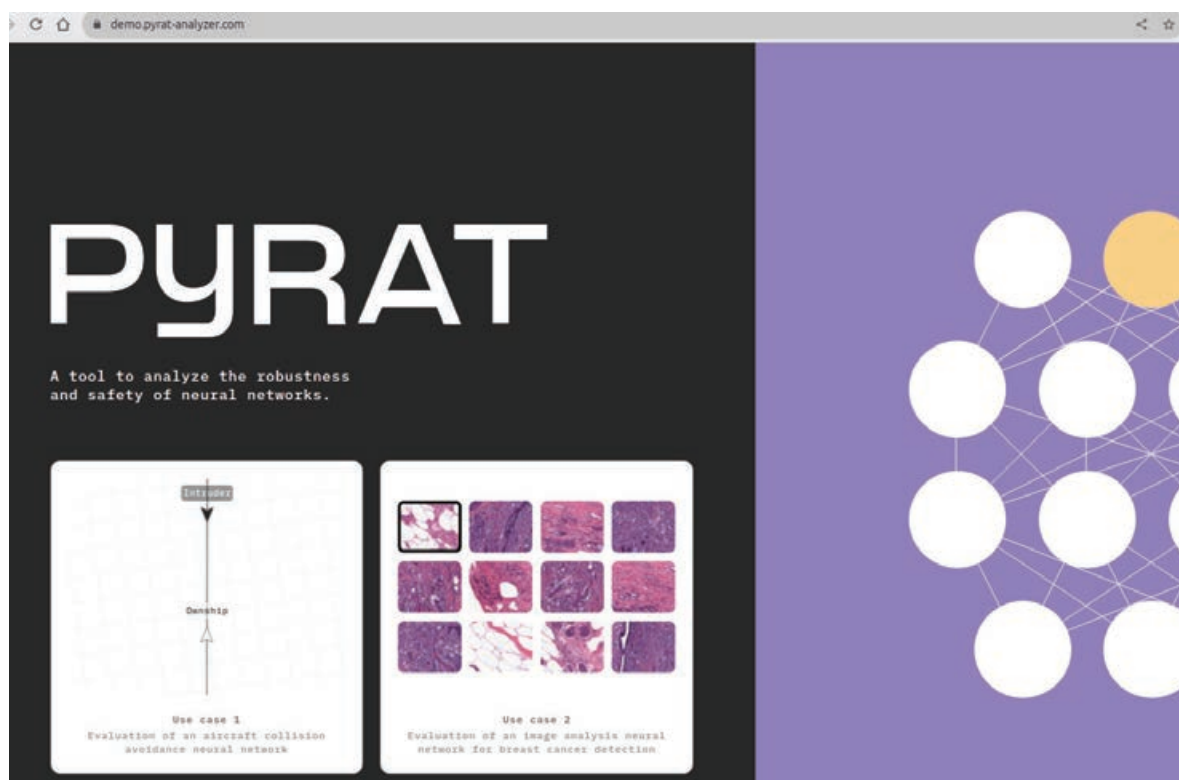 demo.pyrat-analyzer.com
PYRAT
A tool to analyze the robustness
and safety of neural networks.
Intruder
Ownship
Use case 1
Evaluation of an aircraft collision
avoidance neural network
Use case 2
Evaluation of an image analysis neural
network for breast cancer detection